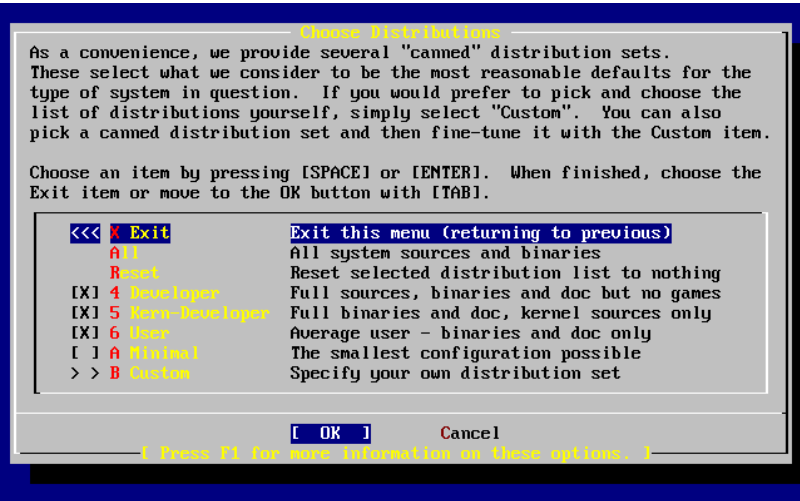 Choose Distributions
As a convenience, we provide several "canned" distribution sets.
These select what we consider to be the most reasonable defaults for the
type of system in question.  If you would prefer to pick and choose the
list of distributions yourself, simply select "Custom".  You can also
pick a canned distribution set and then fine-tune it with the Custom item.
Choose an item by pressing [SPACE] or [ENTER].  When finished, choose the
Exit item or move to the OK button with [TAB].
<<< X Exit Exit this menu (returning to previous)
All All system sources and binaries
Reset Reset selected distribution list to nothing
[X] 4 Developer Full sources, binaries and doc but no games
[X] 5 Kern-Developer Full binaries and doc, kernel sources only
[X] 6 User Average user - binaries and doc only
[ ] A Minimal The smallest configuration possible
> > B Custom Specify your own distribution set
[ OK ] Cancel
[ Press F1 for more information on these options. ]